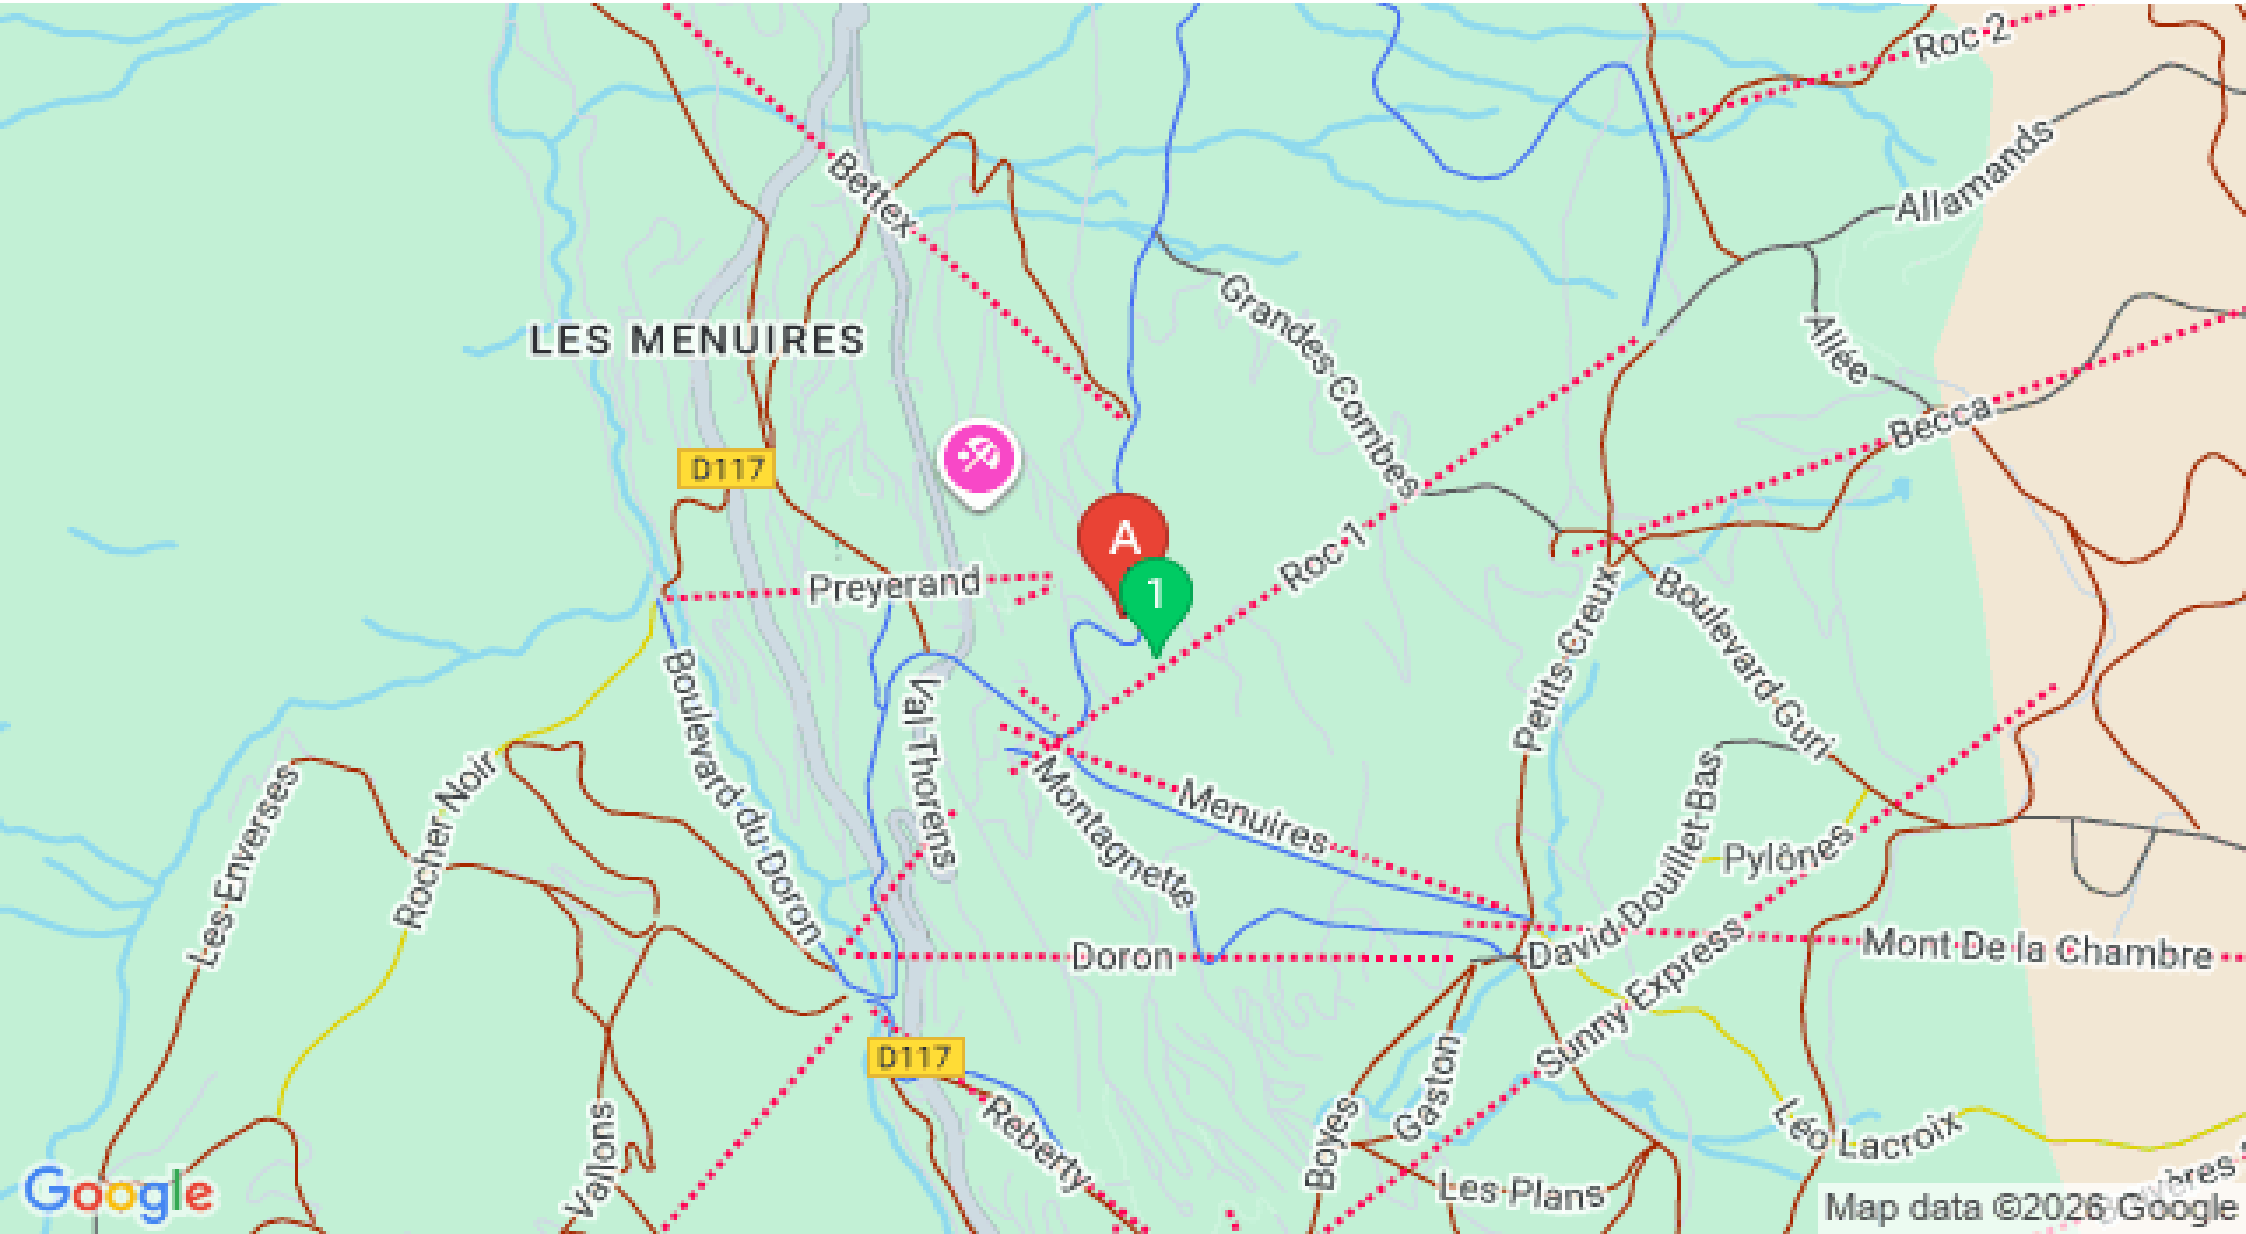 Roc 2
Allamands
Bettex
Grandes Combes
Allée
LES MENUIRES
Becca
D117
A
1
Roc 1
Preyerand
Petits Creux
Boulevard Guri
Boulevard du Doron
Val Thorens
Montagnette
Menuires
David Douillet Bas
Pylônes
Les Enverses
Rocher Noir
Doron
Mont De la Chambre
Sunny Express
D117
Reberty
Boyes
Gaston
Léo Lacroix
Vallons
Les Plans
Google
Map data ©2026 Google